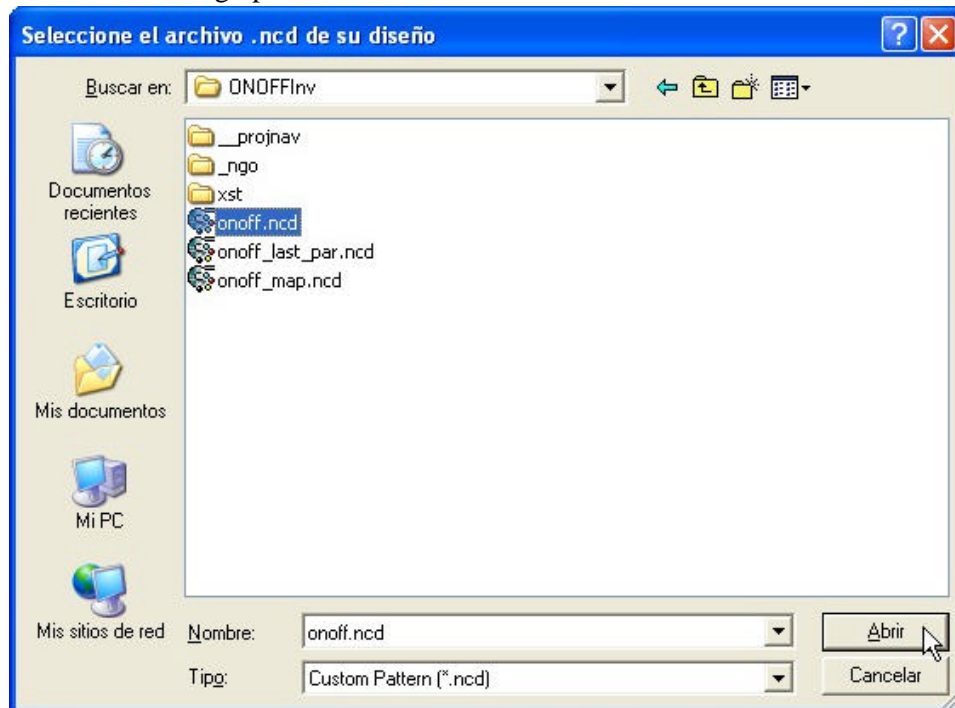 Seleccione el archivo .ncd de su diseño
Buscar en:
ONOFFInv
__projnav
_ngo
xst
onoff.ncd
onoff_last_par.ncd
onoff_map.ncd
Documentos
recientes
Escritorio
Mis documentos
Mi PC
Mis sitios de red
Nombre:
onoff.ncd
Abrir
Tipo:
Custom Pattern (*.ncd)
Cancelar